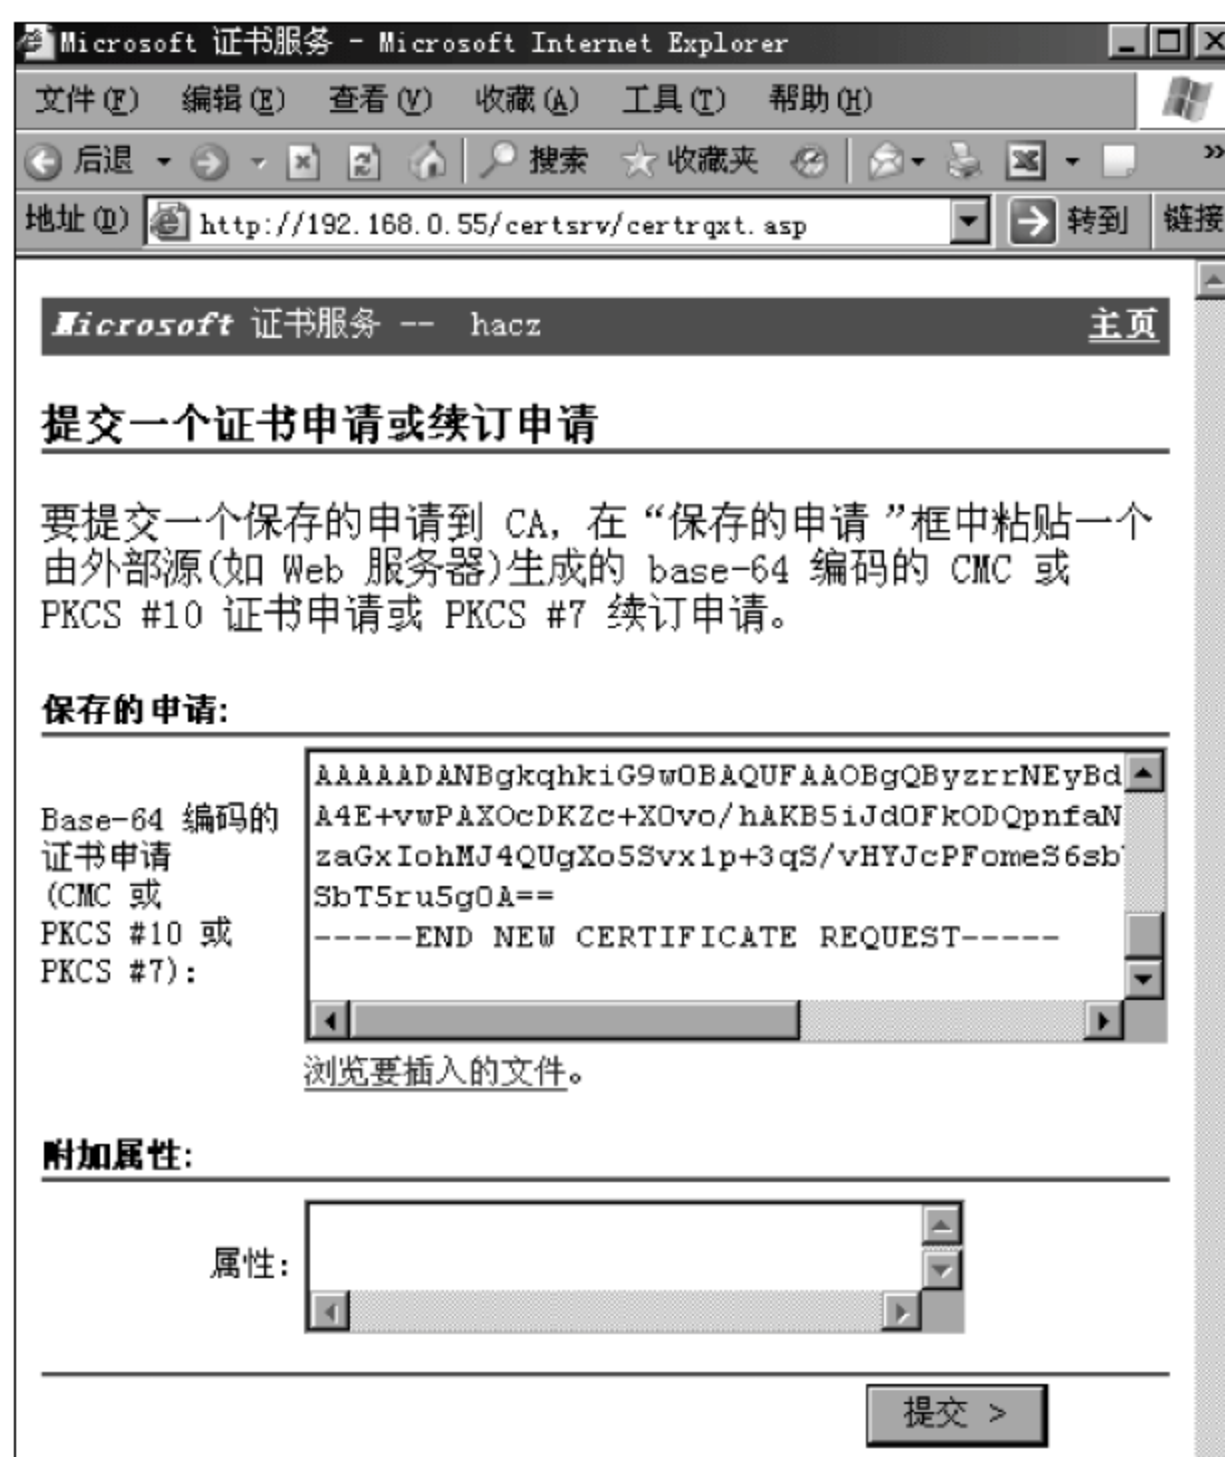 Microsoft 证书服务 - Microsoft Internet Explorer
文件(F) 编辑(E) 查看(V) 收藏(A) 工具(T) 帮助(H)
后退 搜索 收藏夹 »
地址(D) http://192.168.0.55/certsrv/certrqxt.asp 转到 链接
Microsoft 证书服务 -- hacz 主页
提交一个证书申请或续订申请
要提交一个保存的申请到 CA, 在“保存的申请 ”框中粘贴一个
由外部源(如 Web 服务器)生成的 base-64 编码的 CMC 或
PKCS #10 证书申请或 PKCS #7 续订申请。
保存的申请:
Base-64 编码的
证书申请
(CMC 或
PKCS #10 或
PKCS #7):
AAAAADANBgkqhkiG9w0BAQUFAAOBgQByzrrNEyBd
A4E+vwPAXOcDKZc+X0vo/hAKB5iJd0FkODQpnfaN
zaGxIohMJ4QUgXo5Svx1p+3qS/vHYJcPFomeS6sb
SbT5ru5g0A==
-----END NEW CERTIFICATE REQUEST-----
浏览要插入的文件。
附加属性:
属性:
提交 >